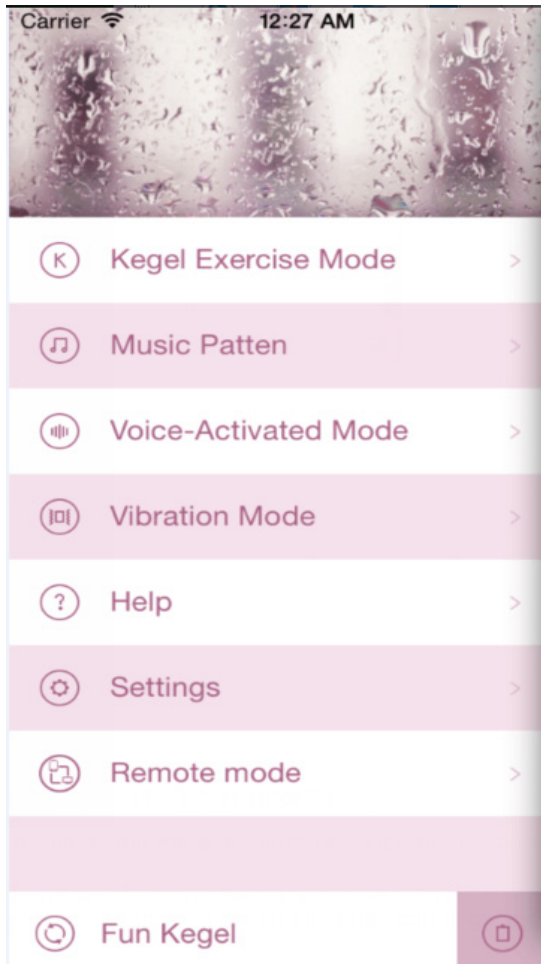 Carrier 12:27 AM
K Kegel Exercise Mode >
Music Patten >
Voice-Activated Mode >
Vibration Mode >
? Help >
Settings >
Remote mode >
Fun Kegel